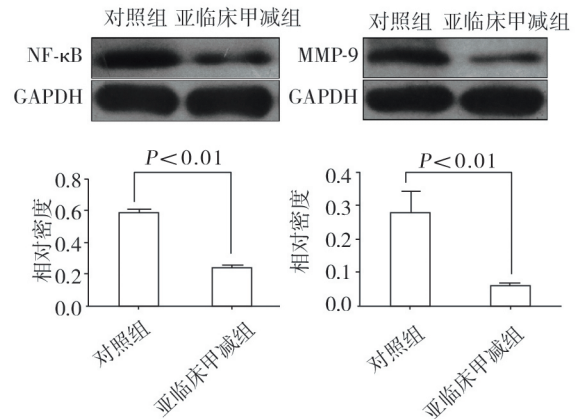 对照组 亚临床甲减组
NF-κB
GAPDH
P<0.01
相对密度
0.8
0.6
0.4
0.2
0.0
对照组
亚临床甲减组
对照组 亚临床甲减组
MMP-9
GAPDH
P<0.01
相对密度
0.4
0.3
0.2
0.1
0.0
对照组
亚临床甲减组